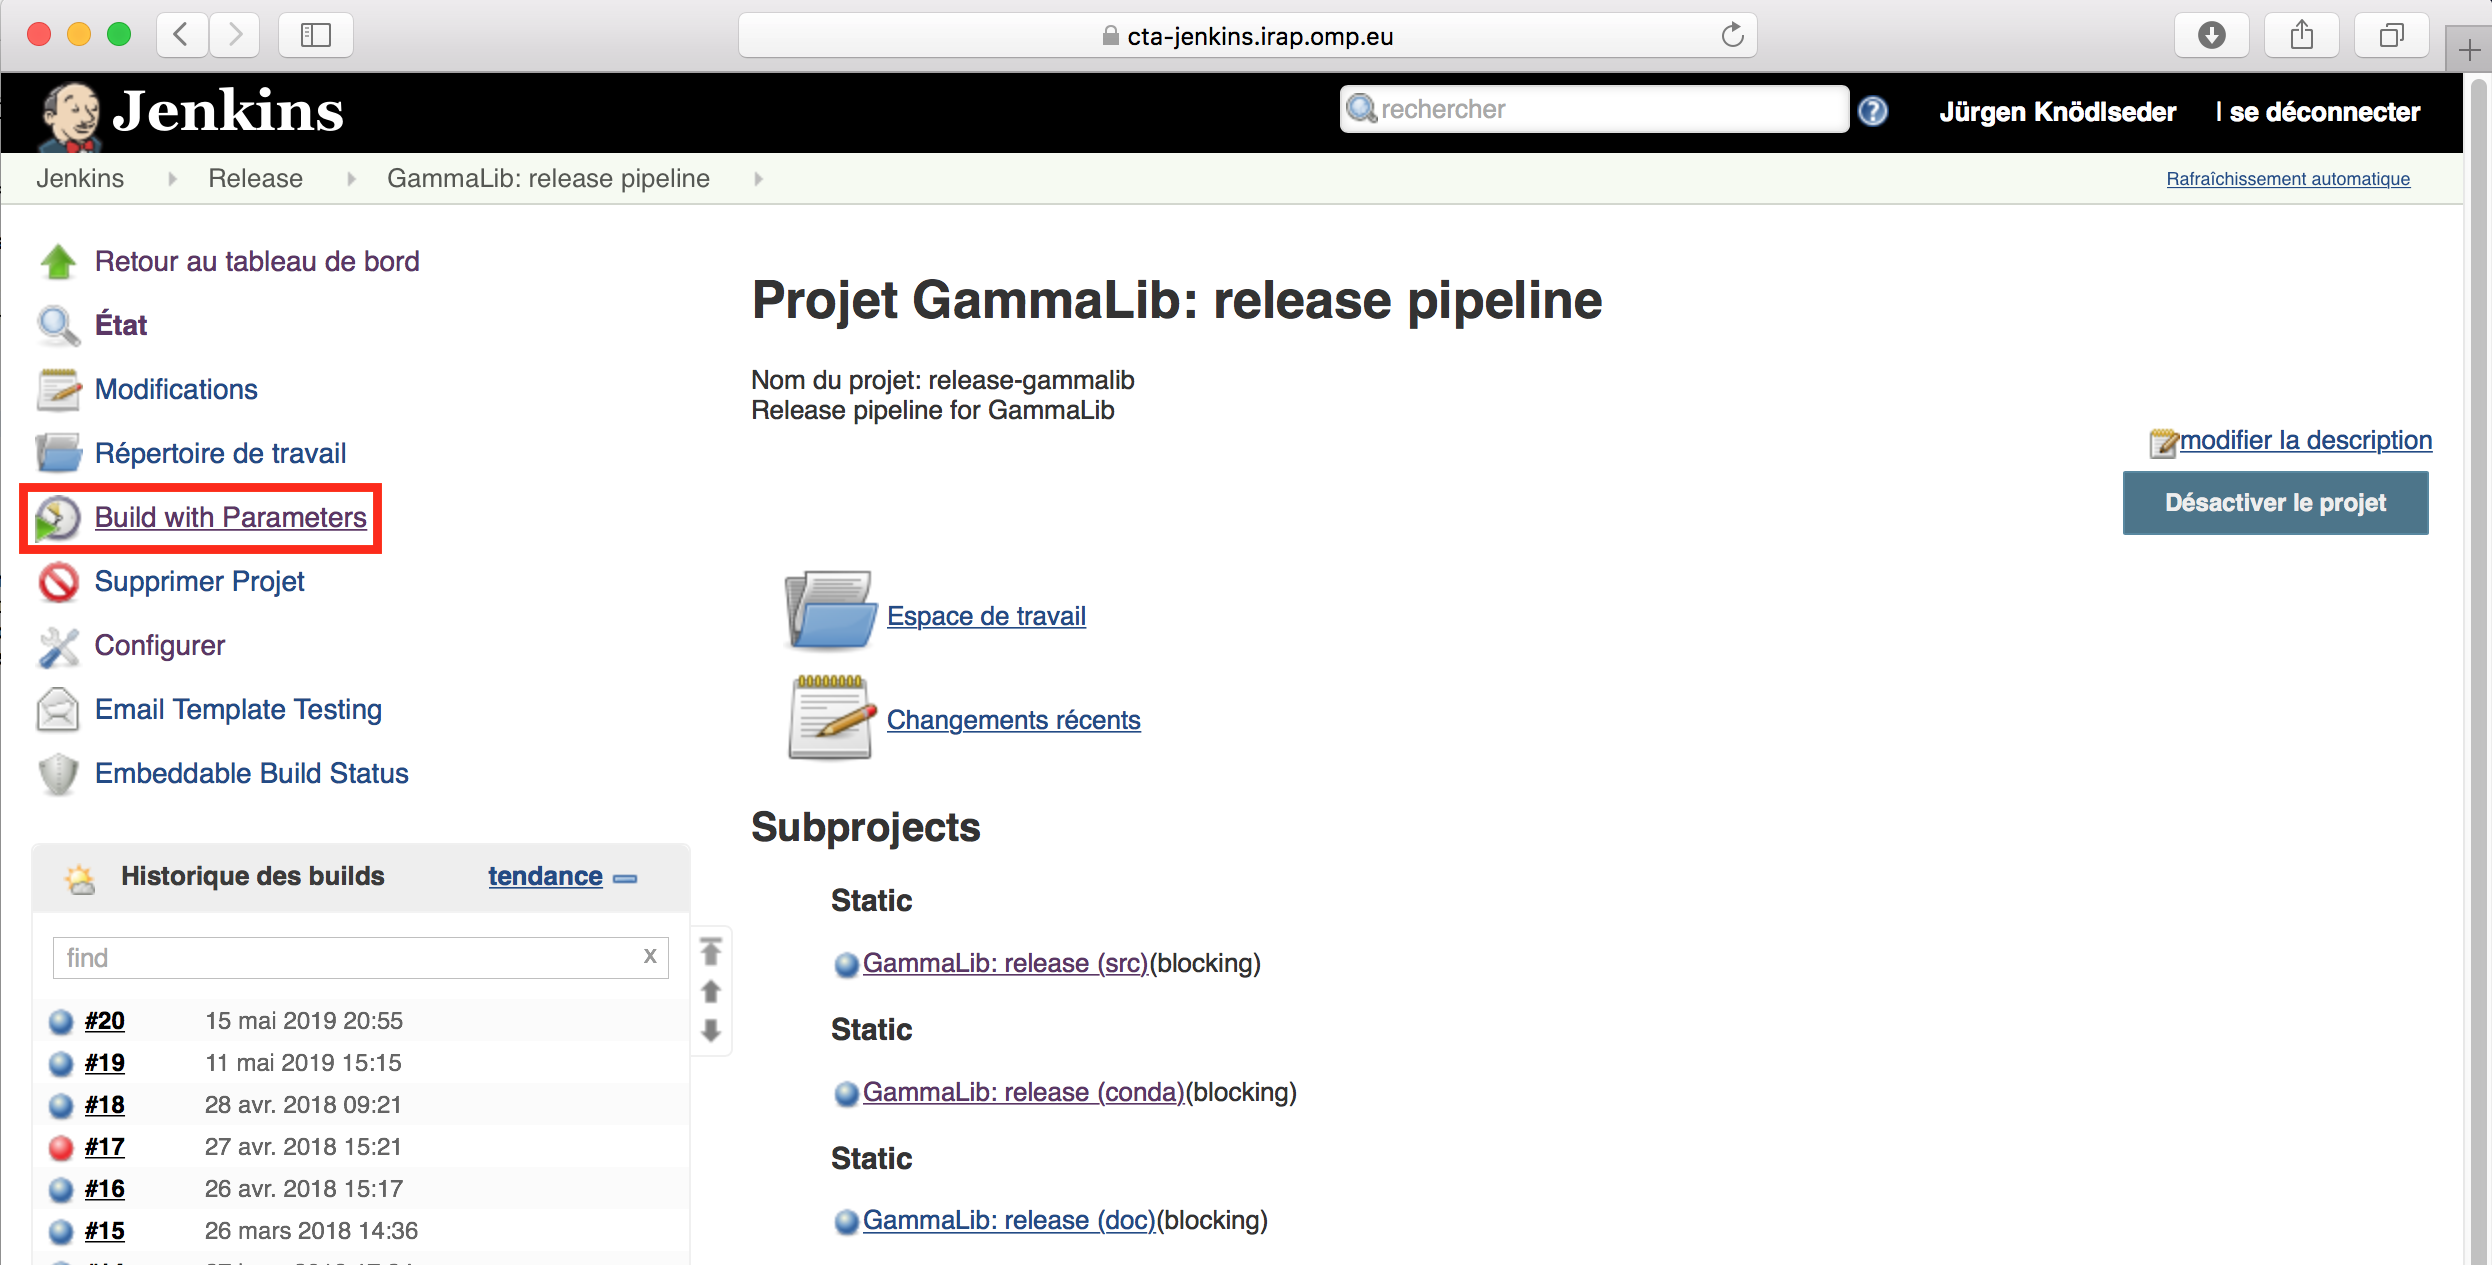 cta-jenkins.irap.omp.eu
Jenkins
rechercher
Jürgen Knödlseder
| se déconnecter
Jenkins
Release
GammaLib: release pipeline
Rafraîchissement automatique
Retour au tableau de bord
État
Modifications
Répertoire de travail
Build with Parameters
Supprimer Projet
Configurer
Email Template Testing
Embeddable Build Status
Historique des builds tendance
find x
#20 15 mai 2019 20:55
#19 11 mai 2019 15:15
#18 28 avr. 2018 09:21
#17 27 avr. 2018 15:21
#16 26 avr. 2018 15:17
#15 26 mars 2018 14:36
Projet GammaLib: release pipeline
Nom du projet: release-gammalib
Release pipeline for GammaLib
modifier la description
Désactiver le projet
Espace de travail
Changements récents
Subprojects
Static
GammaLib: release (src)(blocking)
Static
GammaLib: release (conda)(blocking)
Static
GammaLib: release (doc)(blocking)